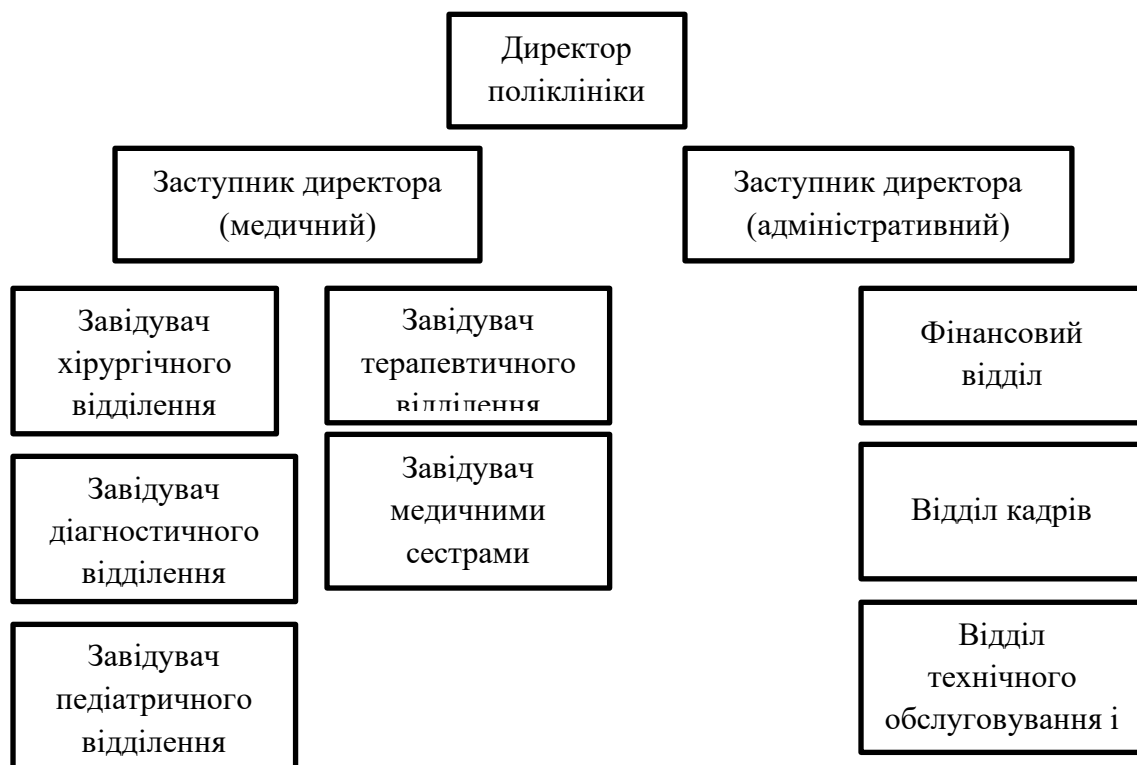 Директор
поліклініки
Заступник директора
(медичний)
Заступник директора
(адміністративний)
Завідувач
хірургічного
відділення
Завідувач
терапевтичного
відділення
Фінансовий
відділ
Завідувач
діагностичного
відділення
Завідувач
медичними
сестрами
Відділ кадрів
Завідувач
педіатричного
відділення
Відділ
технічного
обслуговування і